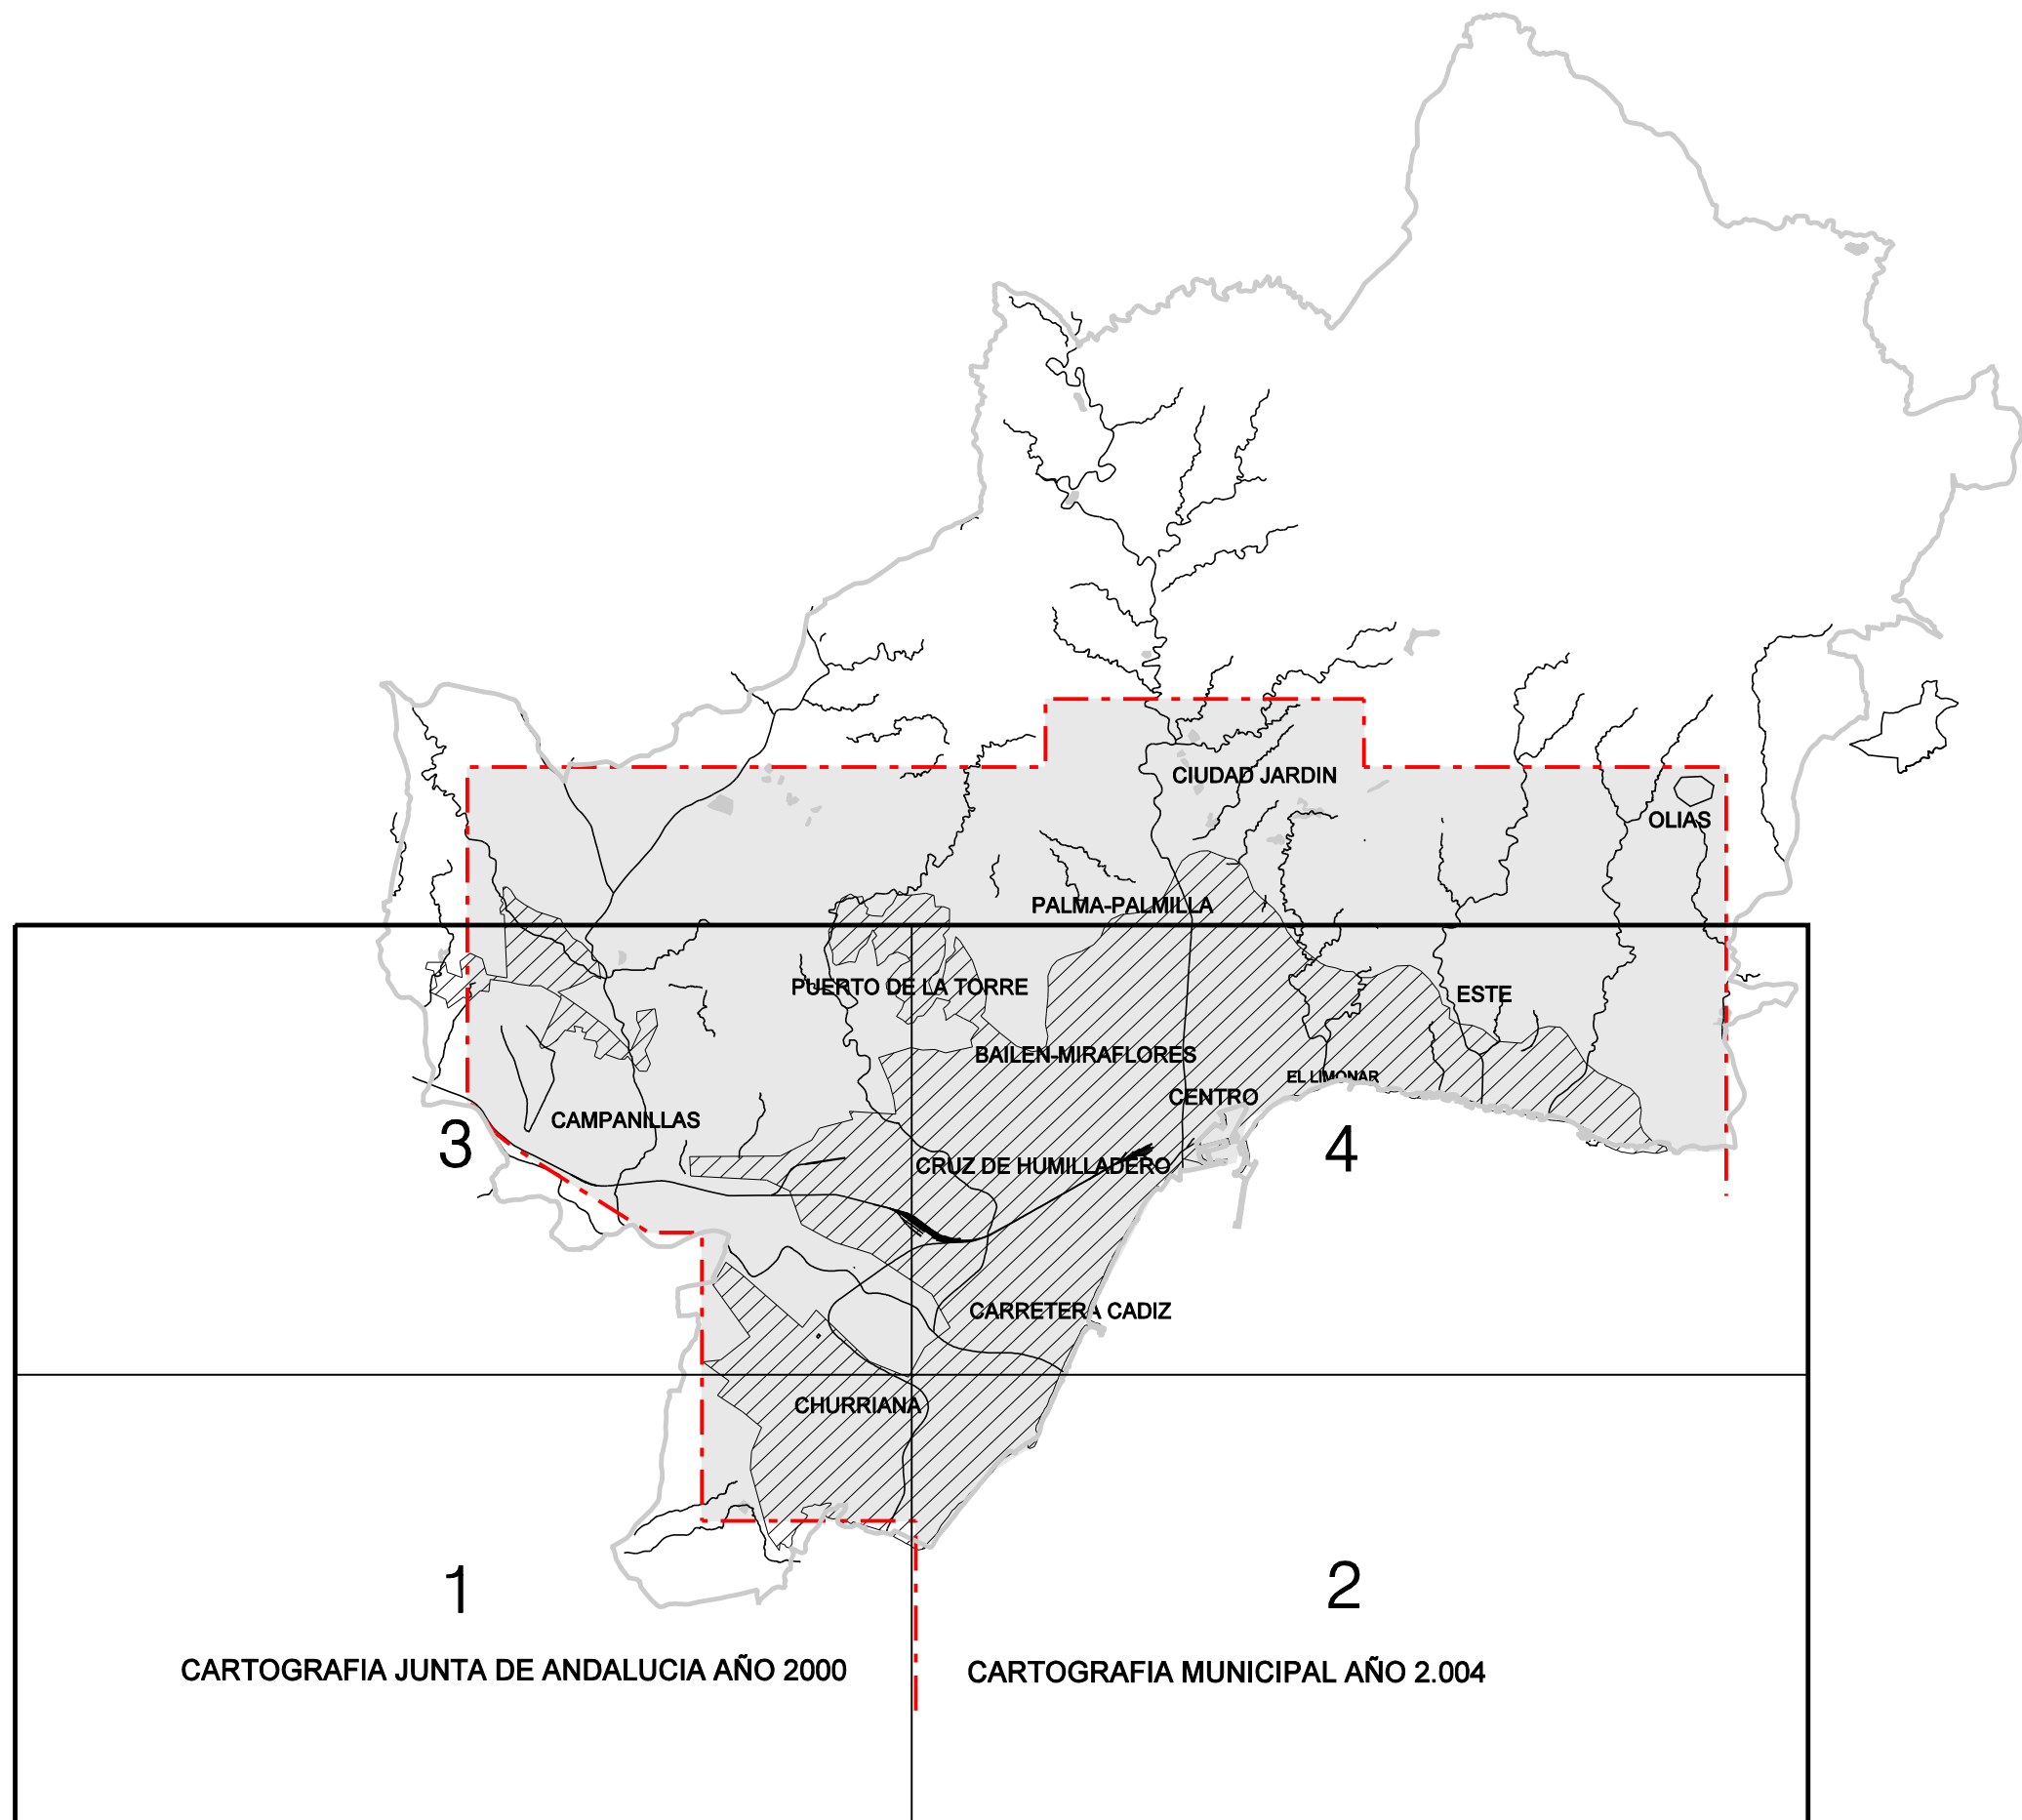 CIUDAD JARDIN
OLIAS
PALMA-PALMILLA
PUERTO DE LA TORRE
ESTE
BAILEN-MIRAFLORES
EL LIMONAR
CENTRO
CAMPANILLAS
3
4
CRUZ DE HUMILLADERO
CARRETERA CADIZ
CHURRIANA
1
2
CARTOGRAFIA JUNTA DE ANDALUCIA AÑO 2000
CARTOGRAFIA MUNICIPAL AÑO 2.004